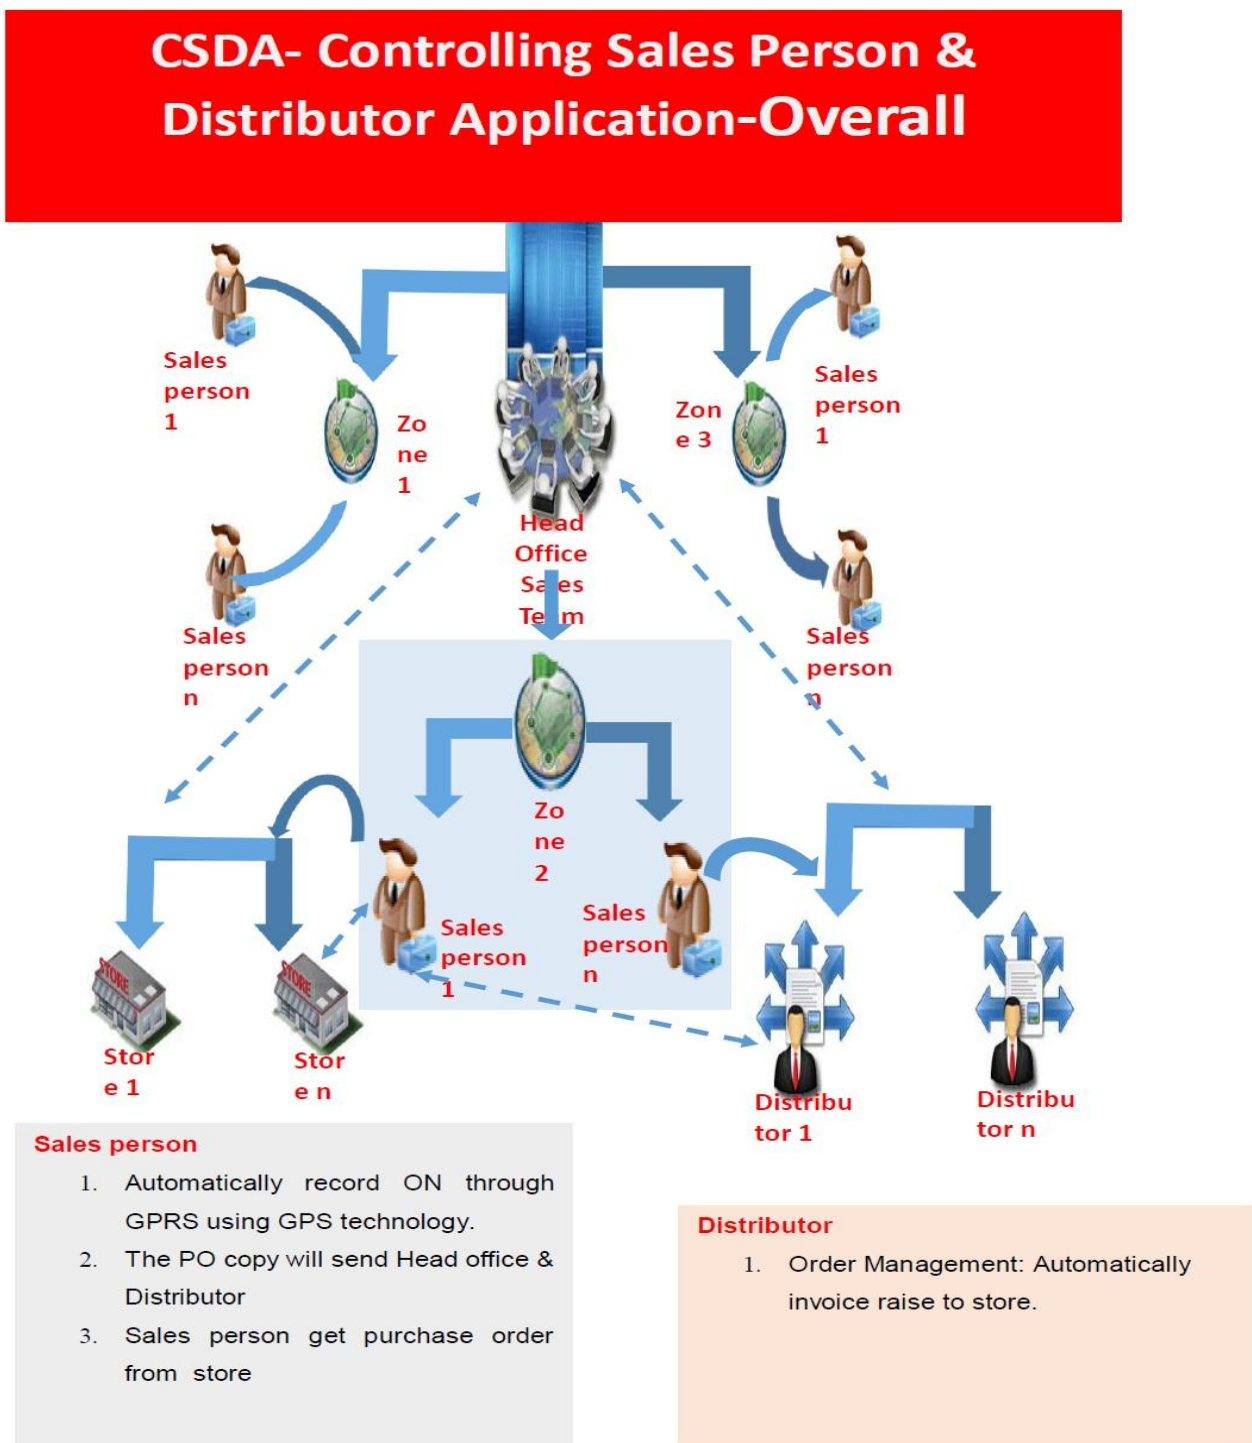 CSDA- Controlling Sales Person &
Distributor Application-Overall
Sales
person
1
Zo
ne
1
Zon
e 3
Sales
person
1
Head
Office
Sales
Team
Sales
person
n
Sales
person
n
Zo
ne
2
Sales
person
1
Sales
person
n
STORE
STORE
Stor
e 1
Stor
e n
Distribu
tor 1
Distribu
tor n
Sales person
1. Automatically record ON through
GPRS using GPS technology.
2. The PO copy will send Head office &
Distributor
3. Sales person get purchase order
from store
Distributor
1. Order Management: Automatically
invoice raise to store.